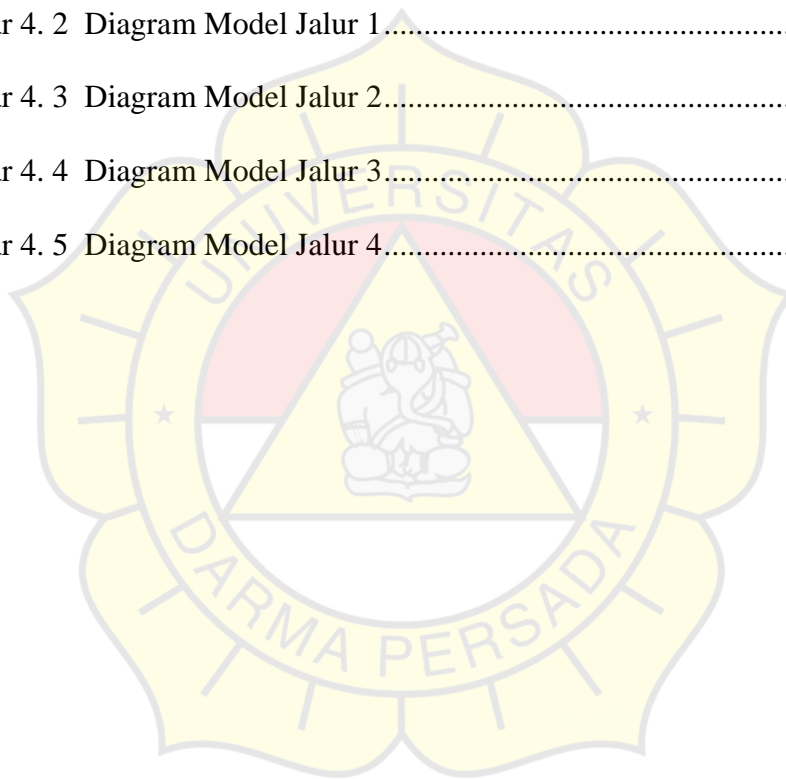 r 4. 2 Diagram Model Jalur 1..........................................................
r 4. 3 Diagram Model Jalur 2..........................................................
r 4. 4 Diagram Model Jalur 3..........................................................
r 4. 5 Diagram Model Jalur 4..........................................................
UNIVERSITAS
DARMA PERSADA